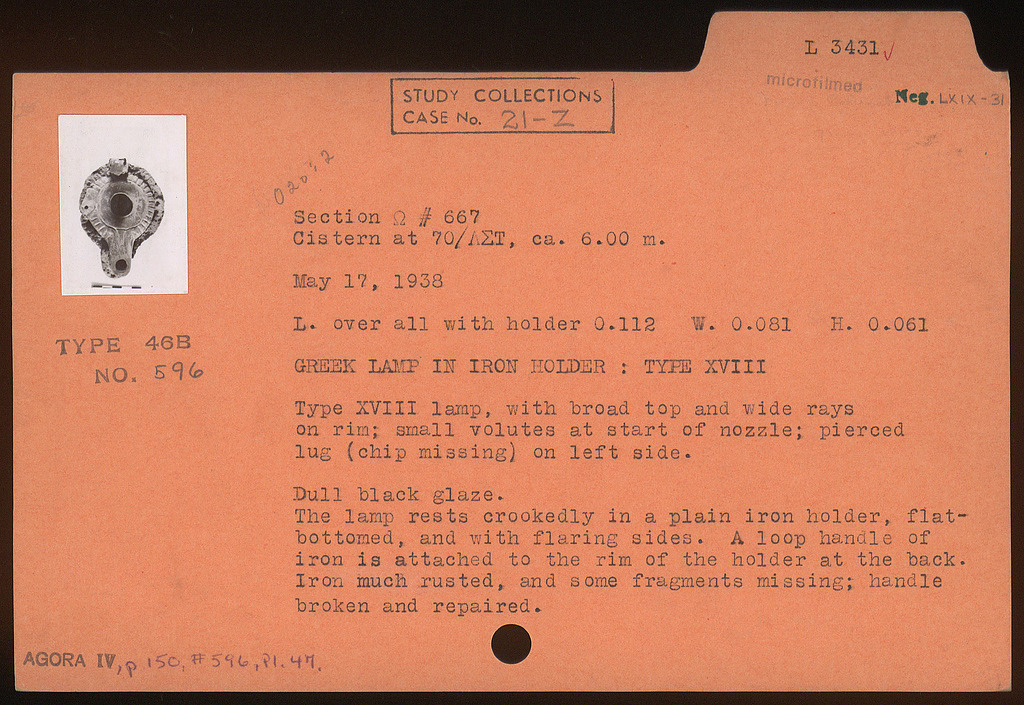 L 3431
microfilmed
Neg. LXIX-31
STUDY COLLECTIONS
CASE No. 21-Z
Section Ω # 667
Cistern at 70/ΛΣΤ, ca. 6.00 m.
May 17, 1938
L. over all with holder 0.112 W. 0.081 H. 0.061
TYPE 46B
NO. 596
GREEK LAMP IN IRON HOLDER : TYPE XVIII
Type XVIII lamp, with broad top and wide rays
on rim; small volutes at start of nozzle; pierced
lug (chip missing) on left side.
Dull black glaze.
The lamp rests crookedly in a plain iron holder, flat-
bottomed, and with flaring sides. A loop handle of
iron is attached to the rim of the holder at the back.
Iron much rusted, and some fragments missing; handle
broken and repaired.
AGORA IV, p 150, #596, Pl. 47.